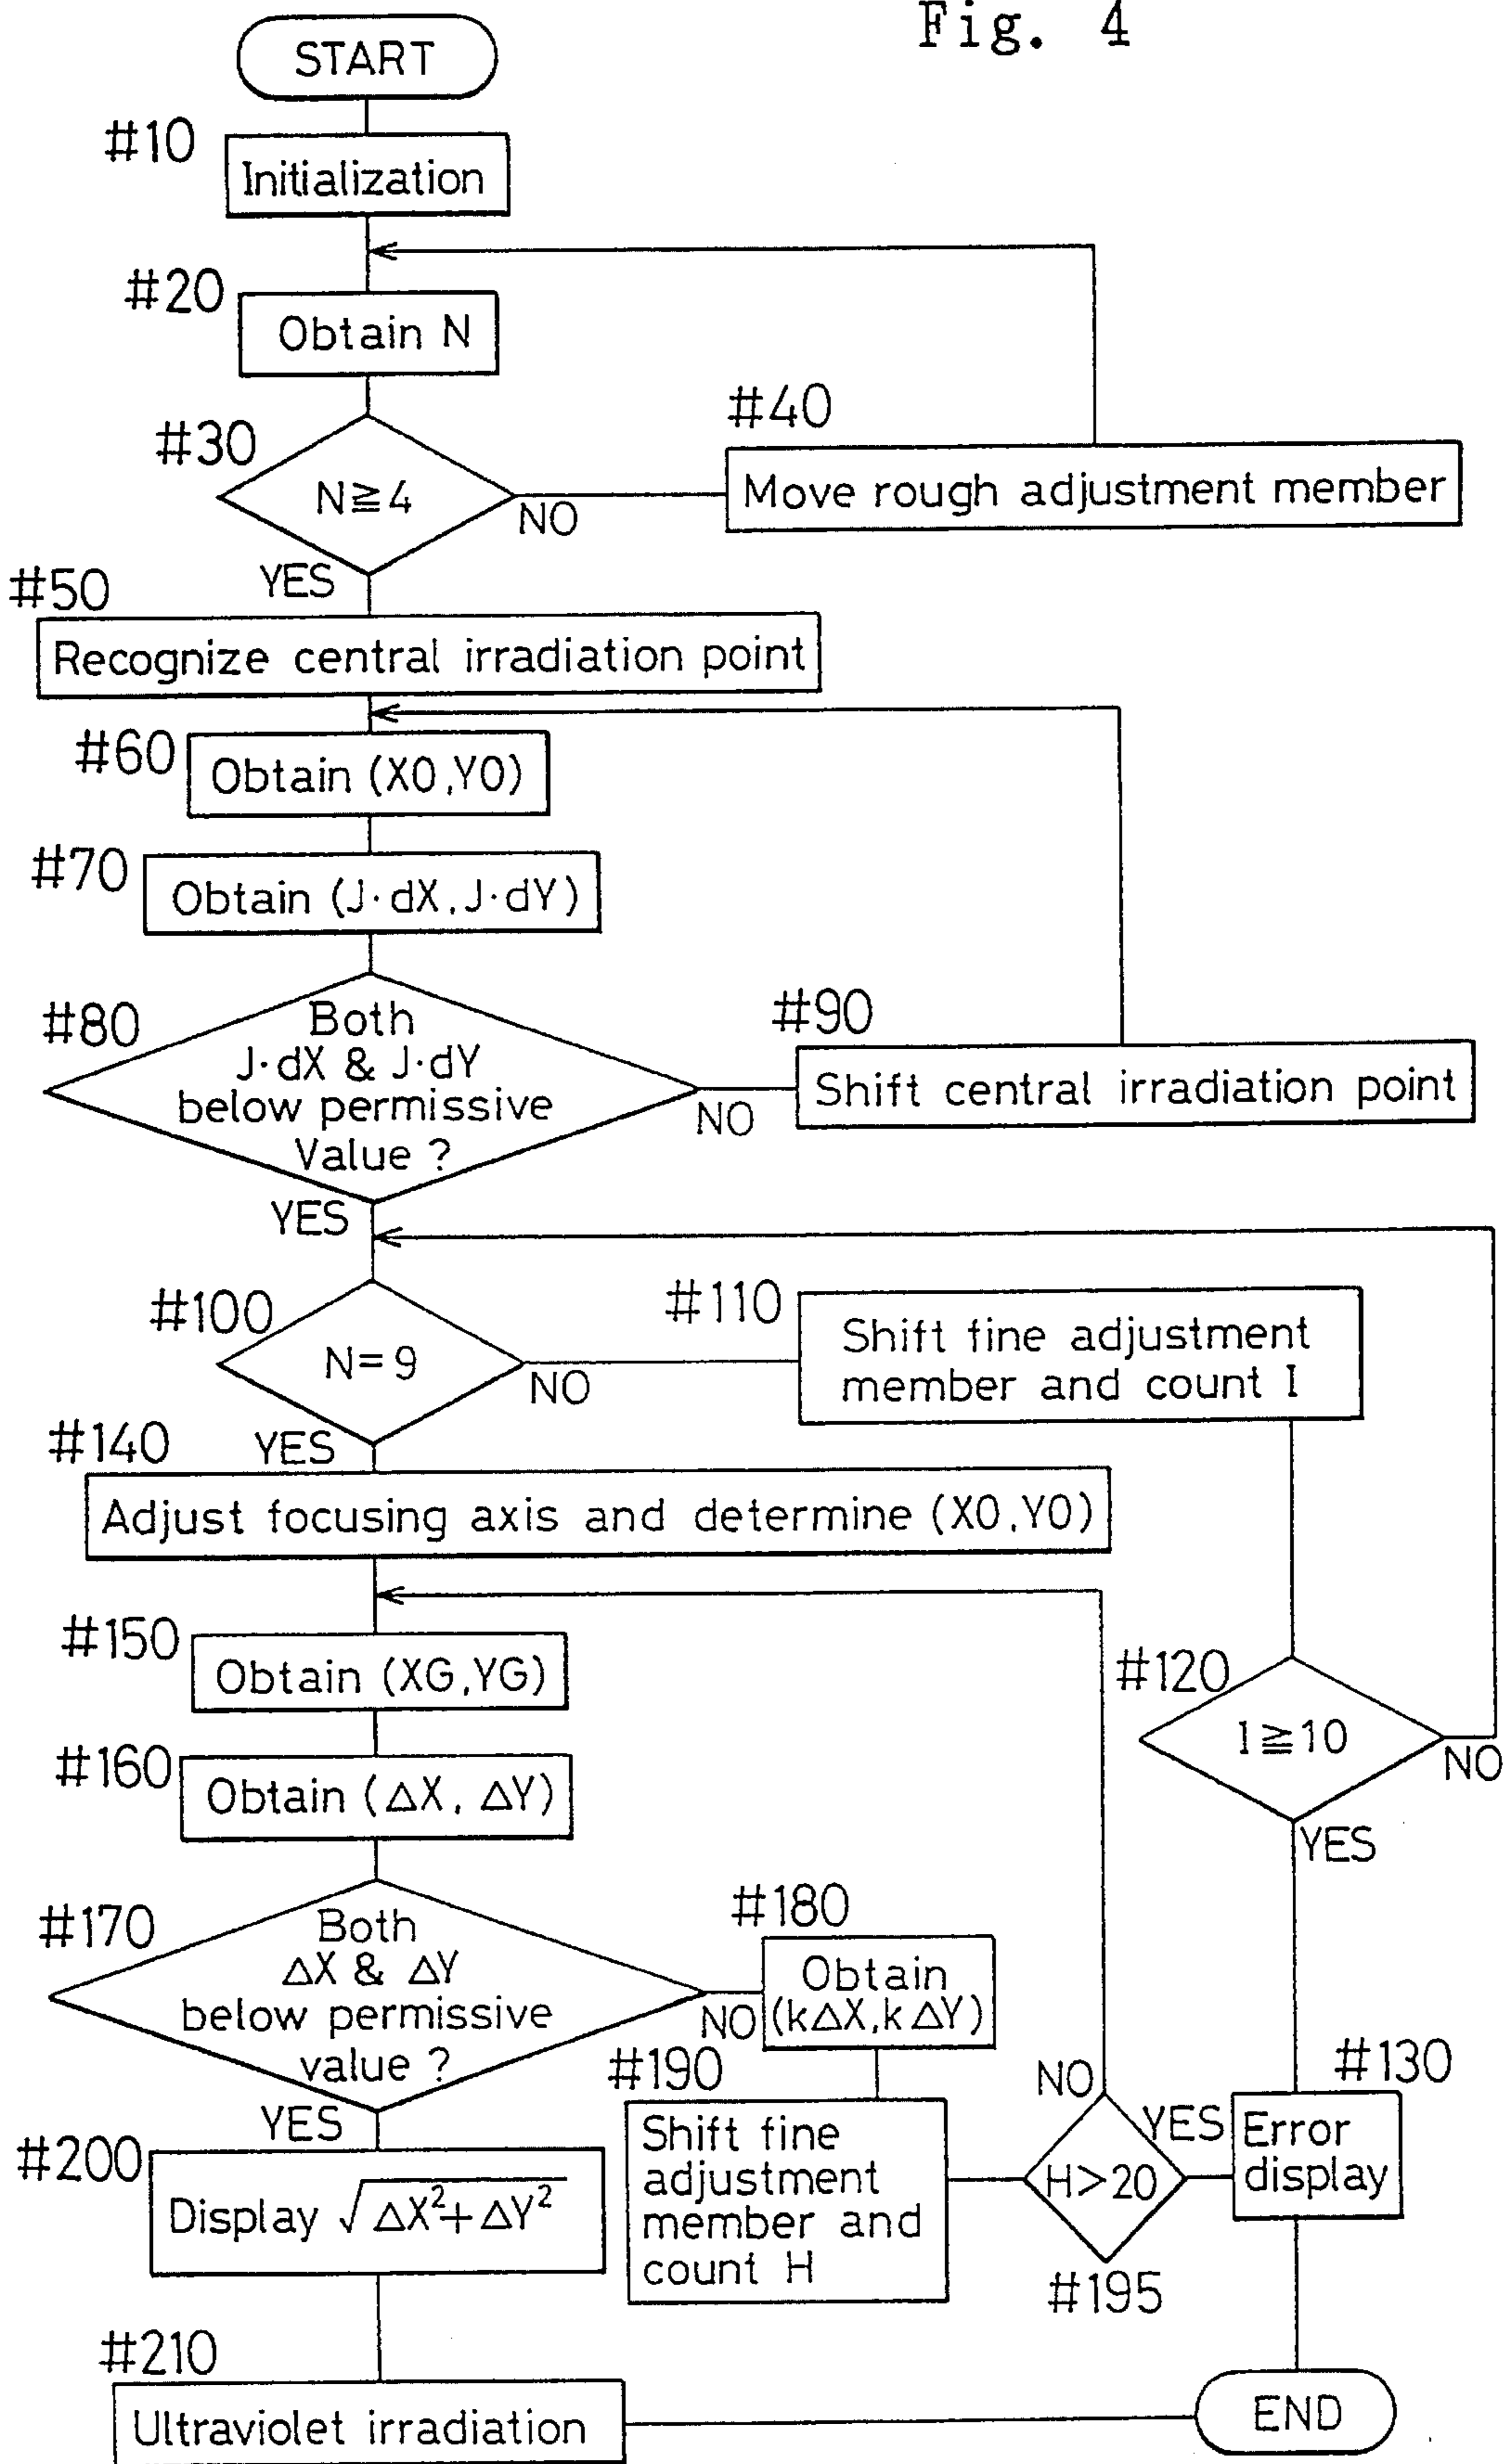 Fig. 4
START
#10
Initialization
#20
Obtain N
#30
N≧4
NO
#40
Move rough adjustment member
YES
#50
Recognize central irradiation point
#60
Obtain (X0,Y0)
#70
Obtain (J·dX,J·dY)
#80
Both
J·dX & J·dY
below permissive
Value ?
NO
#90
Shift central irradiation point
YES
#100
N=9
NO
#110
Shift fine adjustment
member and count I
YES
#140
Adjust focusing axis and determine (X0,Y0)
#150
Obtain (XG,YG)
#120
I≧10
NO
YES
#160
Obtain (ΔX, ΔY)
#170
Both
ΔX & ΔY
below permissive
value ?
NO
#180
Obtain
(kΔX,kΔY)
#190
Shift fine
adjustment
member and
count H
NO
H>20
YES
#195
#130
Error
display
YES
#200
Display √ΔX²+ΔY²
#210
Ultraviolet irradiation
END